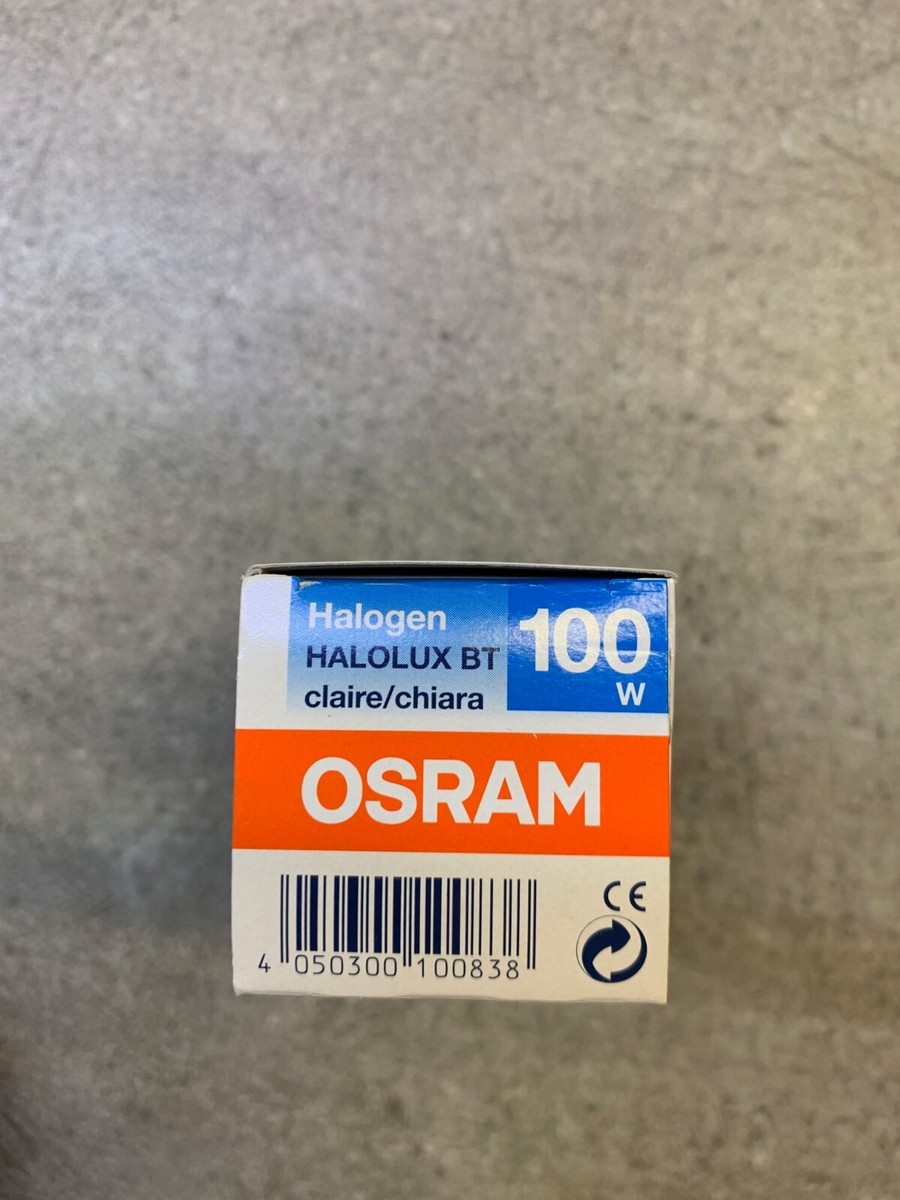 Halogen
HALOLUX BT
claire/chiara
100
W
OSRAM
CE
4 050300 100838